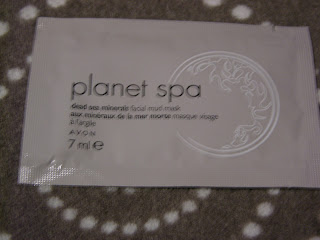 planet spa
dead sea minerals facial mud mask
aux minéraux de la mer morte masque visage
à l'argile
AVON
7 ml e